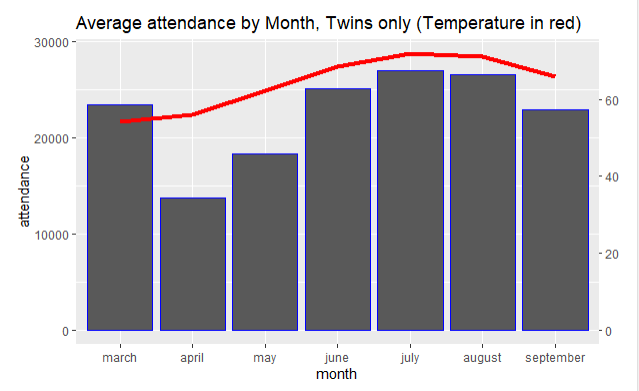 Average attendance by Month, Twins only (Temperature in red)
30000
20000
10000
0
attendance
60
40
20
0
march april may june july august september
month